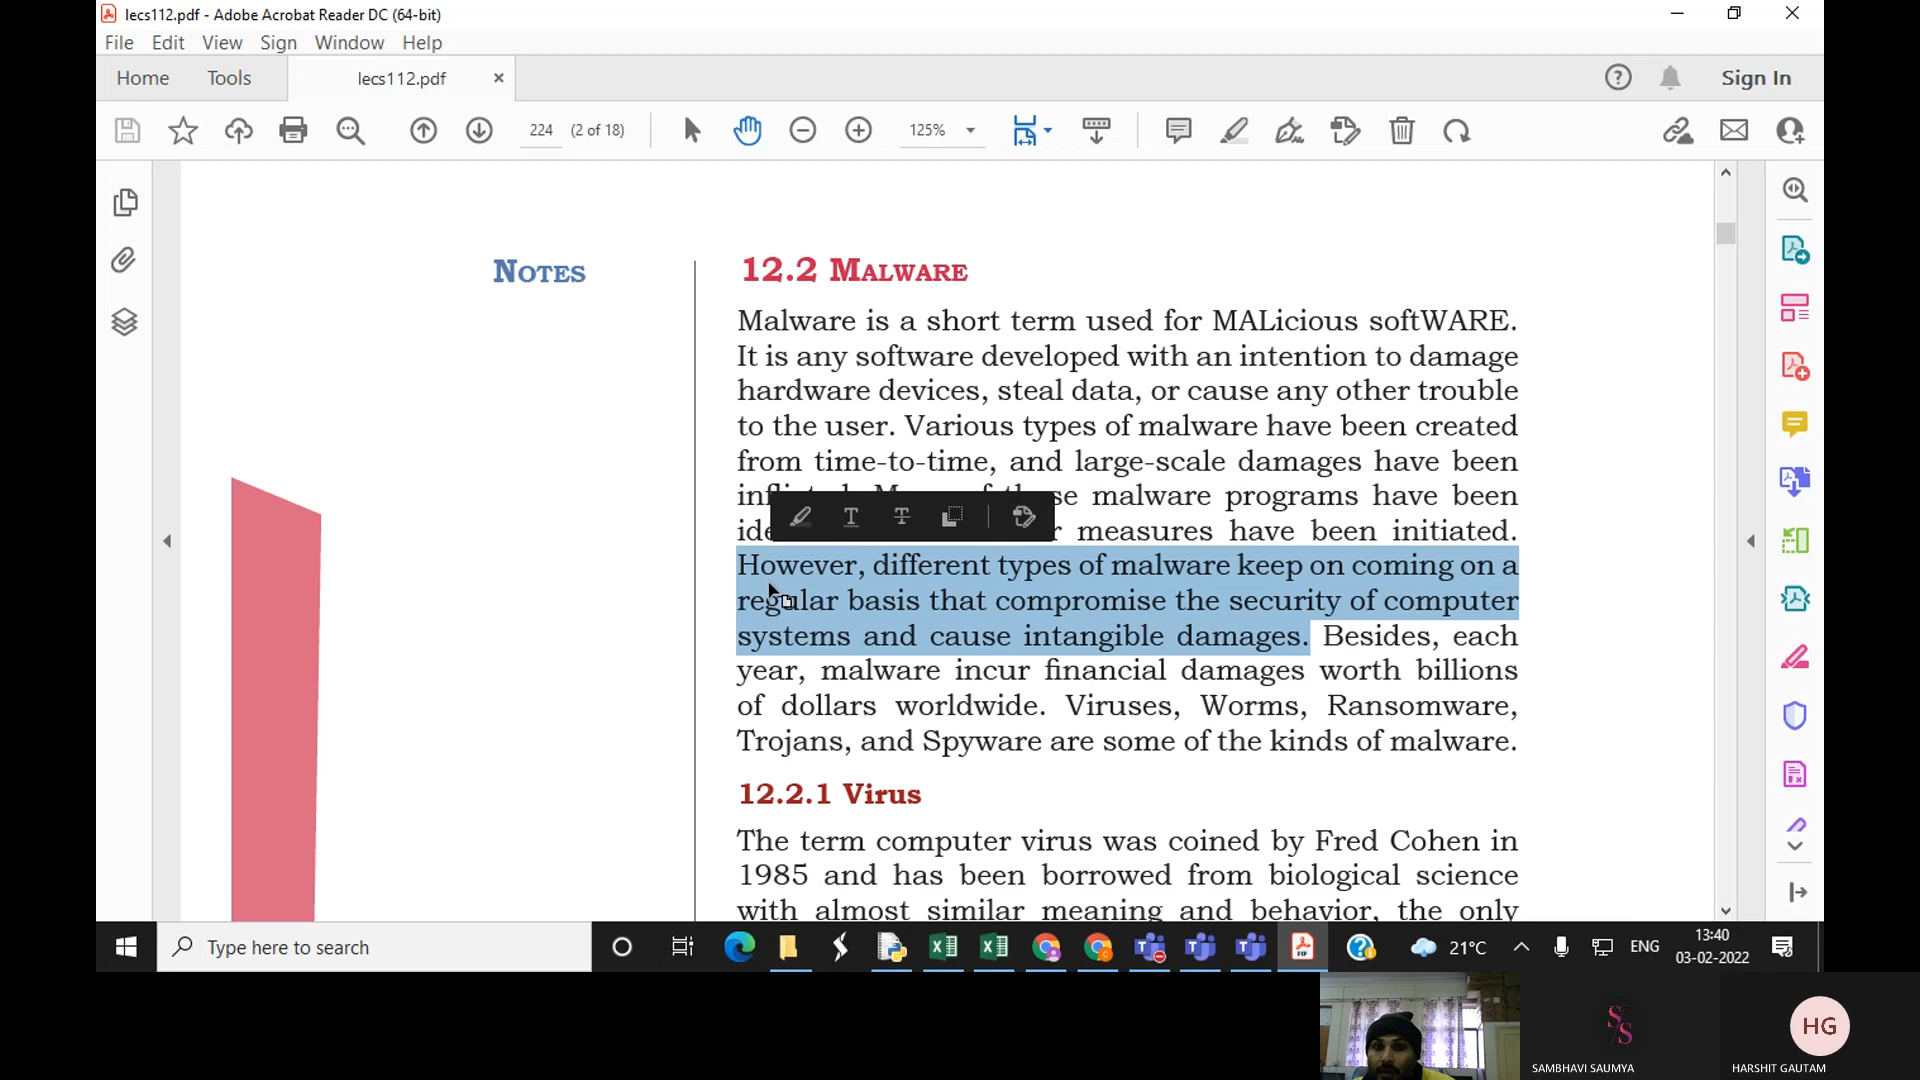 lecs112.pdf - Adobe Acrobat Reader DC (64-bit)
File Edit View Sign Window Help
Home Tools lecs112.pdf Sign In
224 (2 of 18) 125%
NOTES
12.2 MALWARE
Malware is a short term used for MALicious softWARE.
It is any software developed with an intention to damage
hardware devices, steal data, or cause any other trouble
to the user. Various types of malware have been created
from time-to-time, and large-scale damages have been
malware programs have been
measures have been initiated.
However, different types of malware keep on coming on a
regular basis that compromise the security of computer
systems and cause intangible damages. Besides, each
year, malware incur financial damages worth billions
of dollars worldwide. Viruses, Worms, Ransomware,
Trojans, and Spyware are some of the kinds of malware.
12.2.1 Virus
The term computer virus was coined by Fred Cohen in
1985 and has been borrowed from biological science
with almost similar meaning and behavior, the only
Type here to search
21°C
ENG
13:40
03-02-2022
SS
HG
SAMBHAVI SAUMYA
HARSHIT GAUTAM